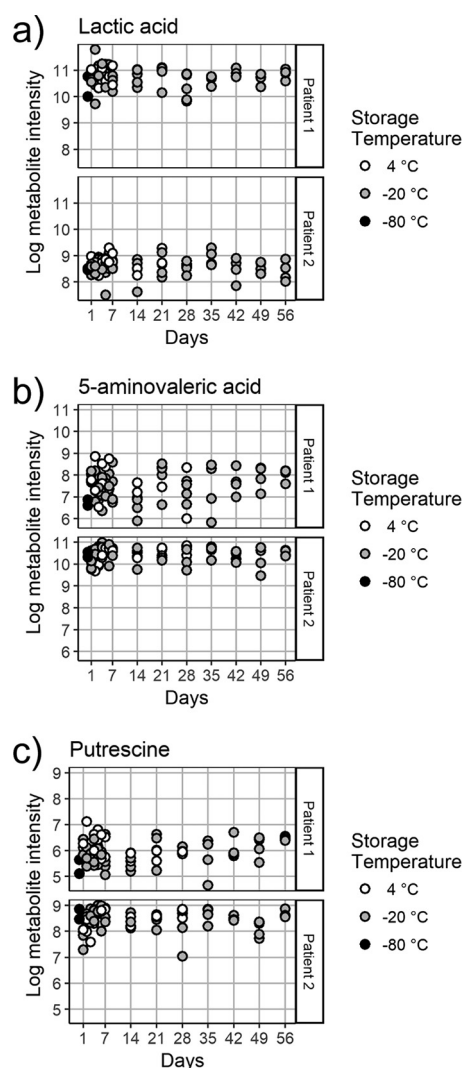 a)
Lactic acid
Log metabolite intensity
11
10
9
8
Patient 1
11
10
9
8
Patient 2
1 7 14 21 28 35 42 49 56
Days
Storage
Temperature
4 °C
-20 °C
-80 °C
b)
5-aminovaleric acid
Log metabolite intensity
11
10
9
8
7
6
Patient 1
11
10
9
8
7
6
Patient 2
1 7 14 21 28 35 42 49 56
Days
Storage
Temperature
4 °C
-20 °C
-80 °C
c)
Putrescine
Log metabolite intensity
9
8
7
6
5
Patient 1
9
8
7
6
5
Patient 2
1 7 14 21 28 35 42 49 56
Days
Storage
Temperature
4 °C
-20 °C
-80 °C